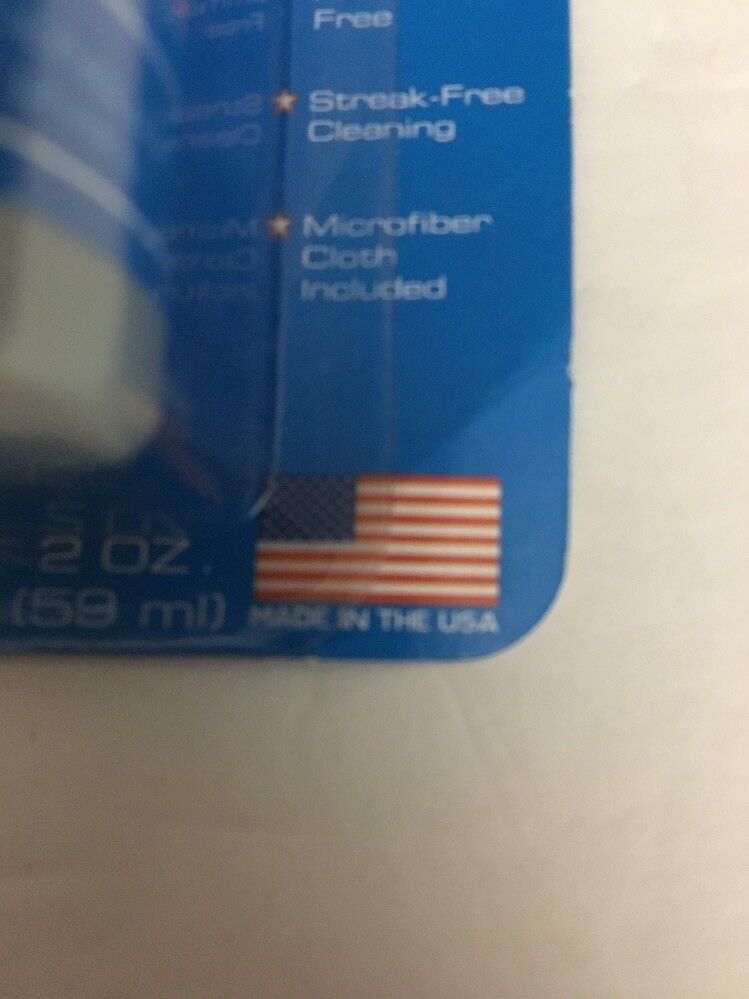 Free
Streak-Free
Cleaning
Microfiber
Cloth
Included
2 OZ.
(59 ml)
MADE IN THE USA